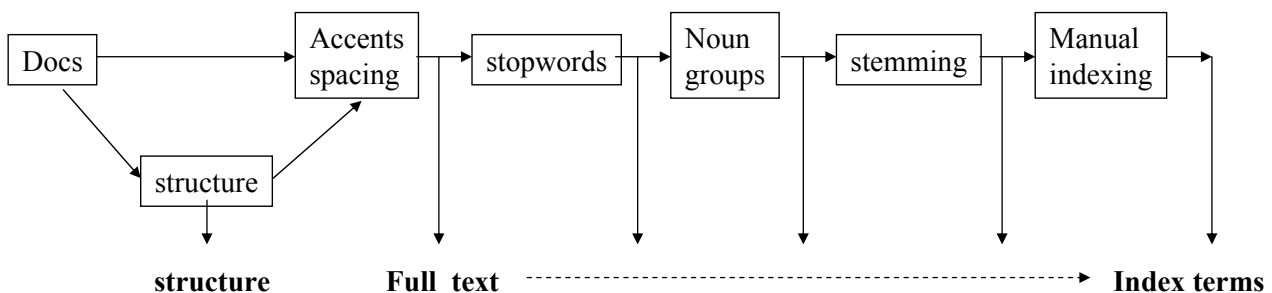 Docs
Accents
spacing
stopwords
Noun
groups
stemming
Manual
indexing
structure
structure
Full text
Index terms